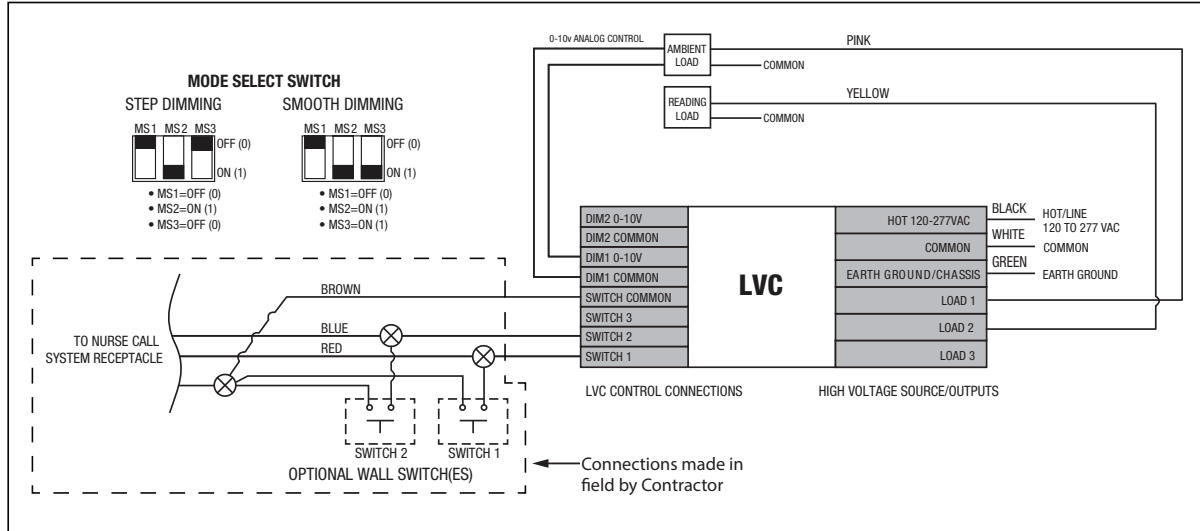 MODE SELECT SWITCH
STEP DIMMING
MS1 MS2 MS3
OFF (0)
ON (1)
• MS1=OFF (0)
• MS2=ON (1)
• MS3=OFF (0)
SMOOTH DIMMING
MS1 MS2 MS3
OFF (0)
ON (1)
• MS1=OFF (0)
• MS2=ON (1)
• MS3=ON (1)
0-10v ANALOG CONTROL
AMBIENT
LOAD
PINK
COMMON
READING
LOAD
YELLOW
COMMON
DIM2 0-10V
DIM2 COMMON
DIM1 0-10V
DIM1 COMMON
SWITCH COMMON
SWITCH 3
SWITCH 2
SWITCH 1
LVC
HOT 120-277VAC
COMMON
EARTH GROUND/CHASSIS
LOAD 1
LOAD 2
LOAD 3
BLACK
HOT/LINE
120 TO 277 VAC
WHITE
COMMON
GREEN
EARTH GROUND
LVC CONTROL CONNECTIONS
HIGH VOLTAGE SOURCE/OUTPUTS
BROWN
BLUE
RED
TO NURSE CALL
SYSTEM RECEPTACLE
SWITCH 2
SWITCH 1
OPTIONAL WALL SWITCH(ES)
Connections made in
field by Contractor